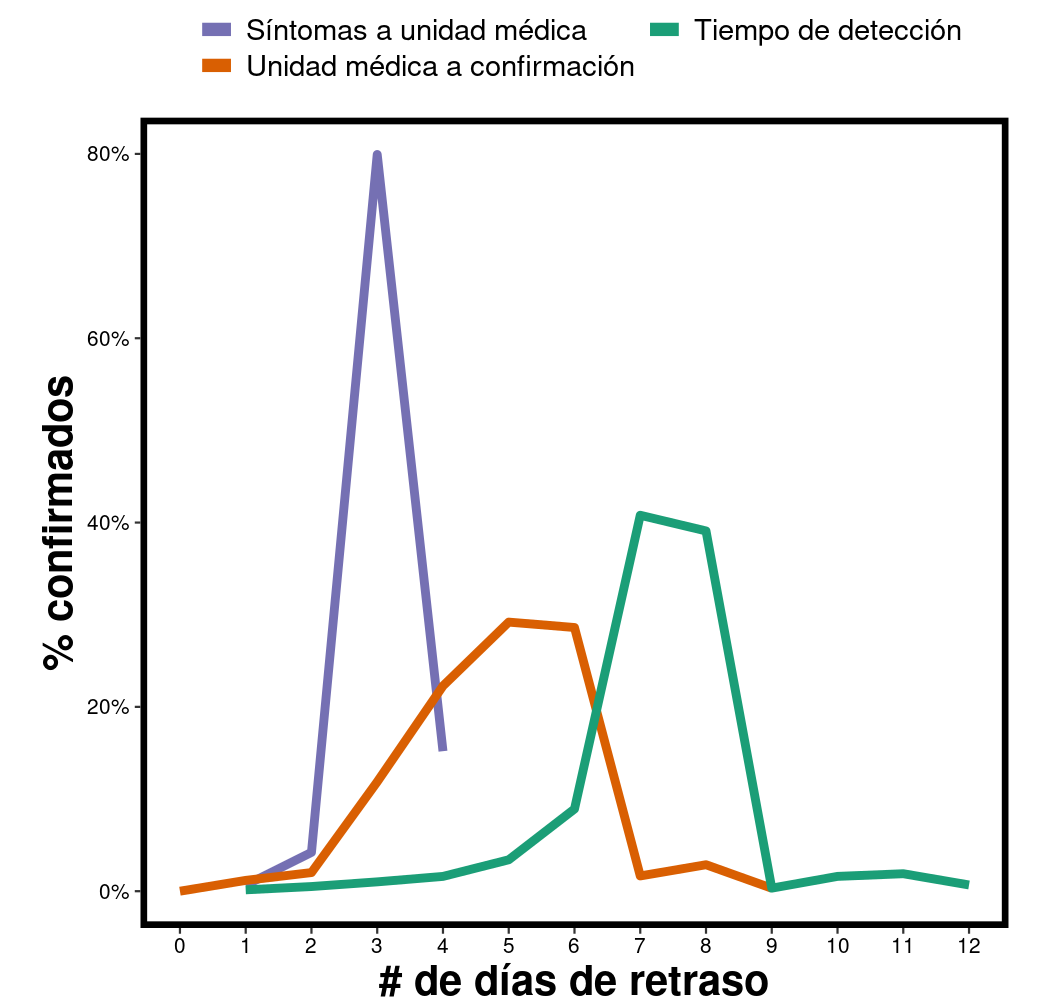 Síntomas a unidad médica
Tiempo de detección
Unidad médica a confirmación
80%
60%
40%
20%
0%
% confirmados
0 1 2 3 4 5 6 7 8 9 10 11 12
# de días de retraso